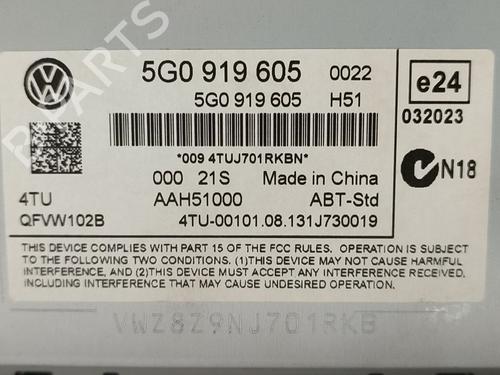 VW
5G0 919 605 0022 e24
5G0 919 605 H51 032023
*009 4TUJ701RKBN* N18
000 21S Made in China
4TU AAH51000 ABT-Std
QFVW102B 4TU-00101.08.131J730019
THIS DEVICE COMPLIES WITH PART 15 OF THE FCC RULES. OPERATION IS SUBJECT
TO THE FOLLOWING TWO CONDITIONS. (1)THIS DEVICE MAY NOT CAUSE HARMFUL
INTERFERENCE, AND (2)THIS DEVICE MUST ACCEPT ANY INTERFERENCE RECEIVED,
INCLUDING INTERFERENCE THAT MAY CAUSE UNDESIRED OPERATION.
VWZ8Z9NJ701RKB